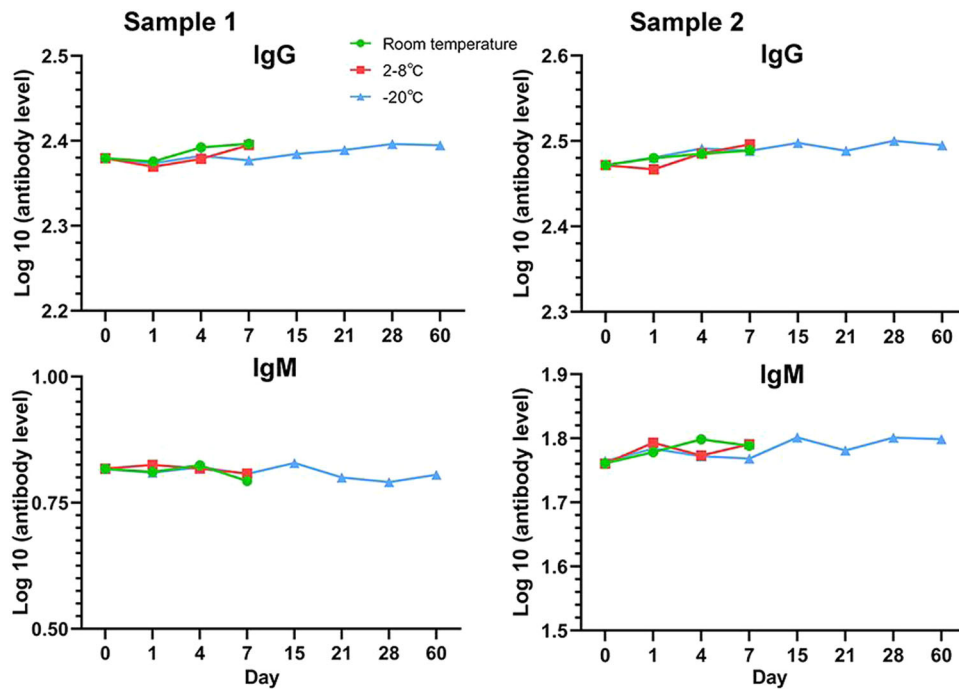 Sample 1
Sample 2
Room temperature
2-8℃
-20℃
IgG
Log 10 (antibody level)
2.5
2.4
2.3
2.2
0 1 4 7 15 21 28 60
IgG
Log 10 (antibody level)
2.6
2.5
2.4
2.3
0 1 4 7 15 21 28 60
IgM
Log 10 (antibody level)
1.00
0.75
0.50
0 1 4 7 15 21 28 60
Day
IgM
Log 10 (antibody level)
1.9
1.8
1.7
1.6
1.5
0 1 4 7 15 21 28 60
Day